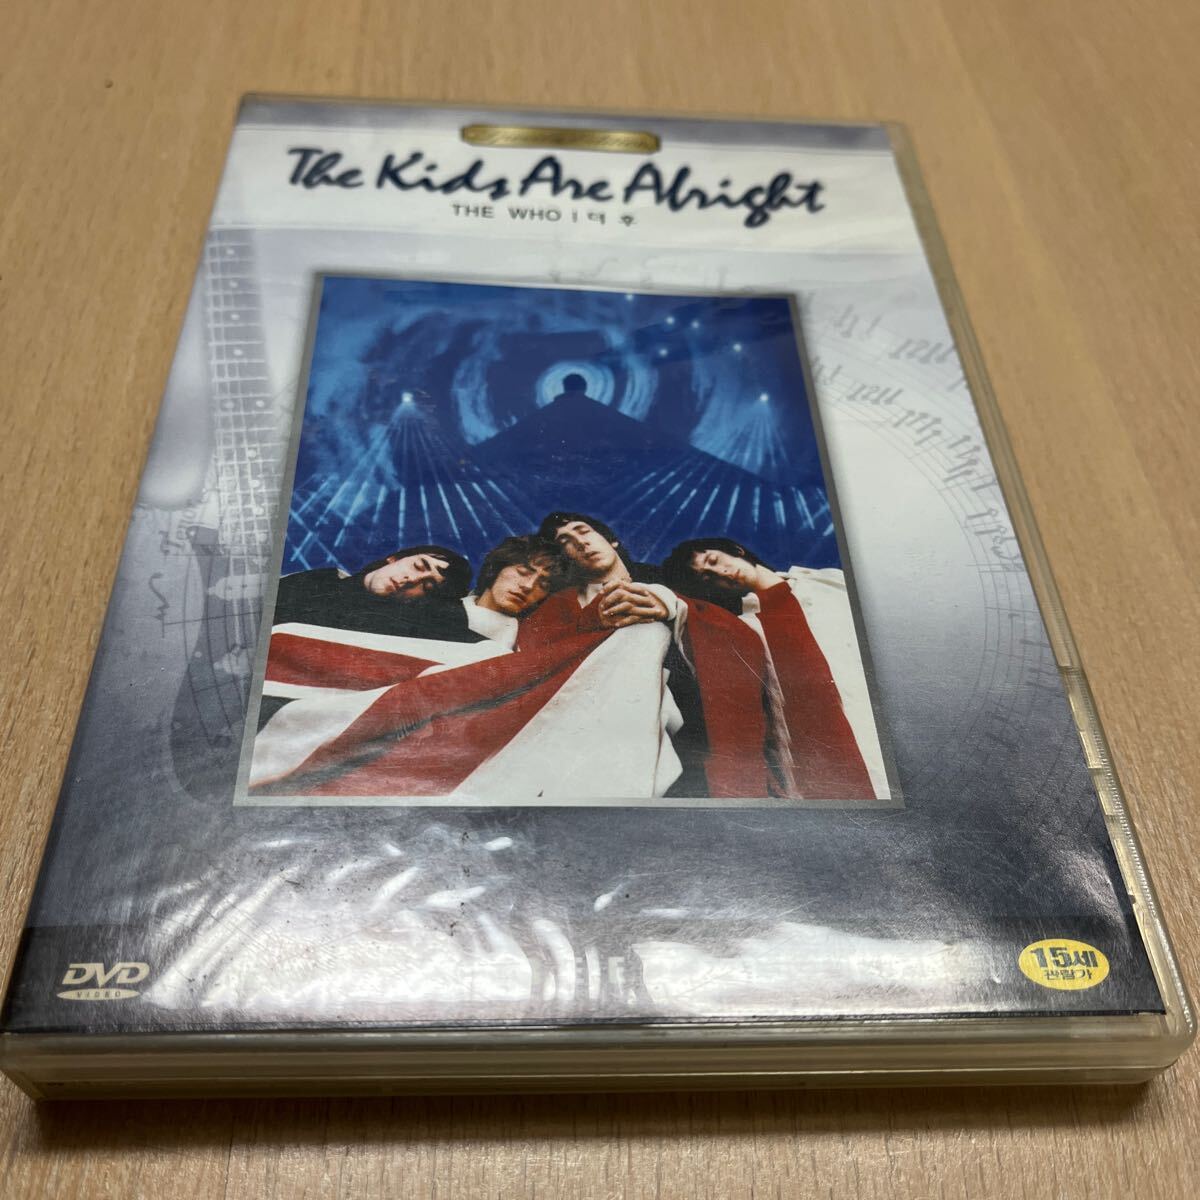 The Kids Are Alright
THE WHO | 더 후
DVD
VIDEO
15세
관람가